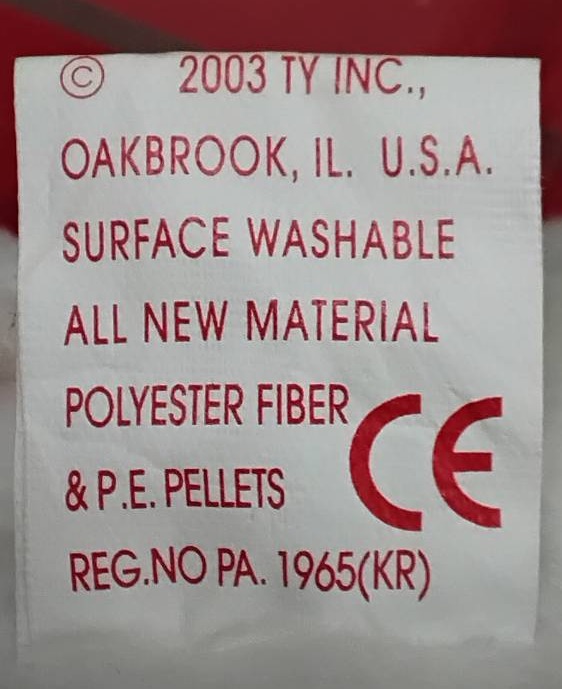 © 2003 TY INC.,
OAKBROOK, IL. U.S.A.
SURFACE WASHABLE
ALL NEW MATERIAL
POLYESTER FIBER
& P.E. PELLETS
CE
REG.NO PA. 1965(KR)